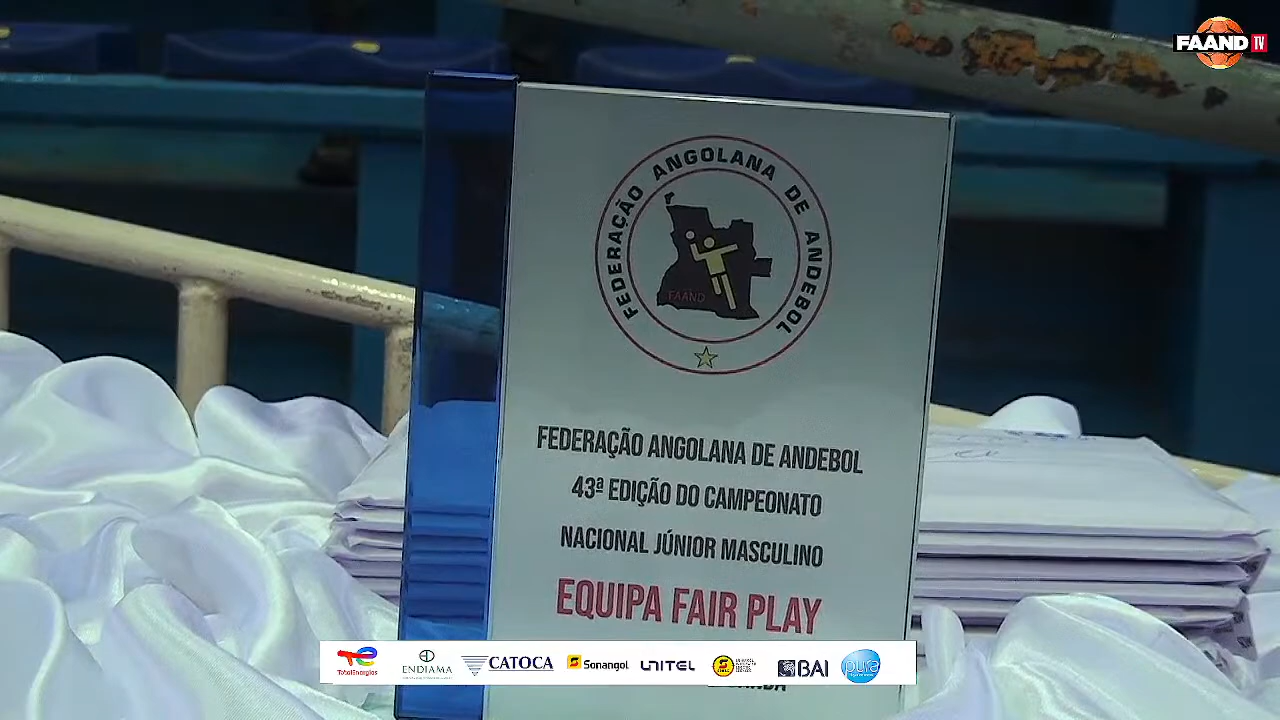 FAAND TV
FEDERAÇÃO ANGOLANA DE ANDEBOL
FAAND
FEDERAÇÃO ANGOLANA DE ANDEBOL
43ª EDIÇÃO DO CAMPEONATO
NACIONAL JÚNIOR MASCULINO
EQUIPA FAIR PLAY
TotalEnergies ENDIAMA CATOCA Sonangol UNITEL BAI pura